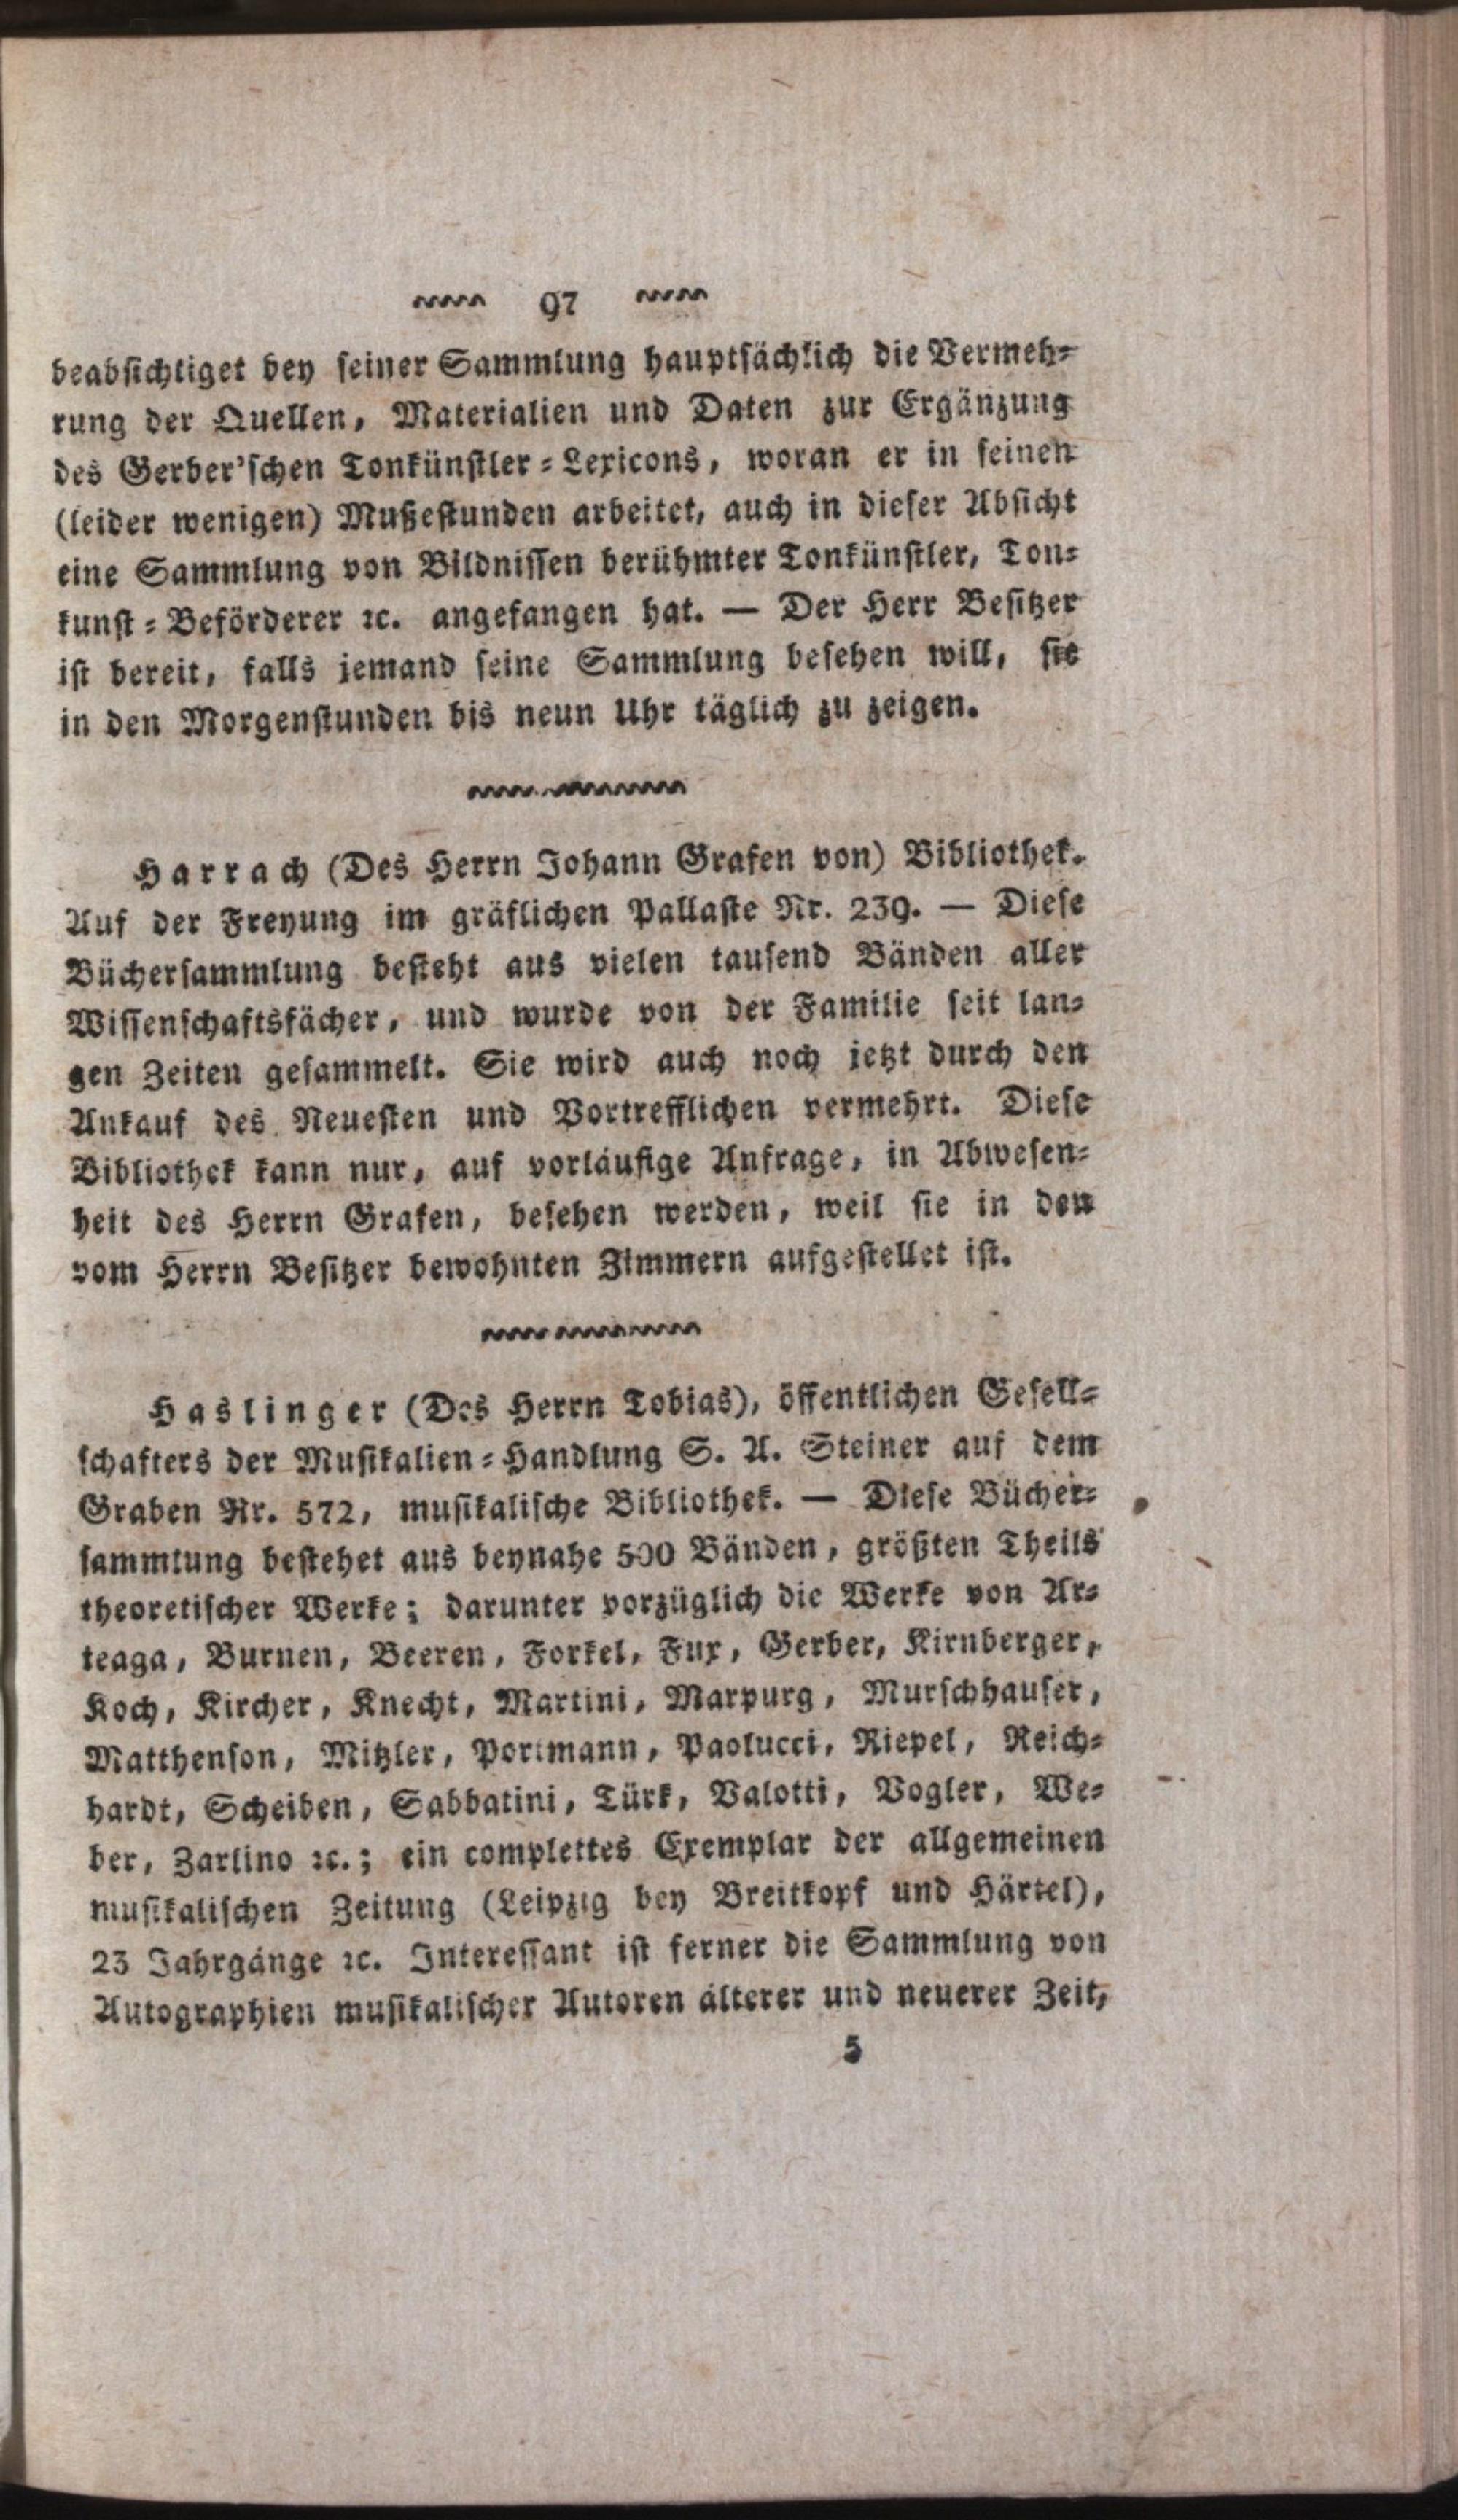 97
beabsichtiget bey seiner Sammlung hauptsächlich die Vermeh-
rung der Quellen, Materialien und Daten zur Ergänzung
des Gerber'schen Tonkünstler-Lexicons, woran er in seinen
(leider wenigen) Mußestunden arbeitet, auch in dieser Absicht
eine Sammlung von Bildnissen berühmter Tonkünstler, Ton-
kunst-Beförderer ꝛc. angefangen hat. — Der Herr Besitzer
ist bereit, falls jemand seine Sammlung besehen will, sie
in den Morgenstunden bis neun Uhr täglich zu zeigen.
Harrach (Des Herrn Johann Grafen von) Bibliothek.
Auf der Freyung im gräflichen Pallaste Nr. 239. — Diese
Büchersammlung besteht aus vielen tausend Bänden aller
Wissenschaftsfächer, und wurde von der Familie seit lan-
gen Zeiten gesammelt. Sie wird auch noch jetzt durch den
Ankauf des Neuesten und Vortrefflichen vermehrt. Diese
Bibliothek kann nur, auf vorläufige Anfrage, in Abwesen-
heit des Herrn Grafen, besehen werden, weil sie in den
vom Herrn Besitzer bewohnten Zimmern aufgestellet ist.
Haslinger (Des Herrn Tobias), öffentlichen Gesell-
schafters der Musikalien-Handlung S. A. Steiner auf dem
Graben Nr. 572, musikalische Bibliothek. — Diese Bücher-
sammlung bestehet aus beynahe 500 Bänden, größten Theils
theoretischer Werke; darunter vorzüglich die Werke von Ar-
teaga, Burnen, Beeren, Forkel, Fux, Gerber, Kirnberger,
Koch, Kircher, Knecht, Martini, Marpurg, Murschhauser,
Matthenson, Mitzler, Portmann, Paolucci, Riepel, Reich-
hardt, Scheiben, Sabbatini, Türk, Valotti, Vogler, We-
ber, Zarlino ꝛc.; ein complettes Exemplar der allgemeinen
musikalischen Zeitung (Leipzig bey Breitkopf und Härtel),
23 Jahrgänge ꝛc. Interessant ist ferner die Sammlung von
Autographien musikalischer Autoren älterer und neuerer Zeit,
5